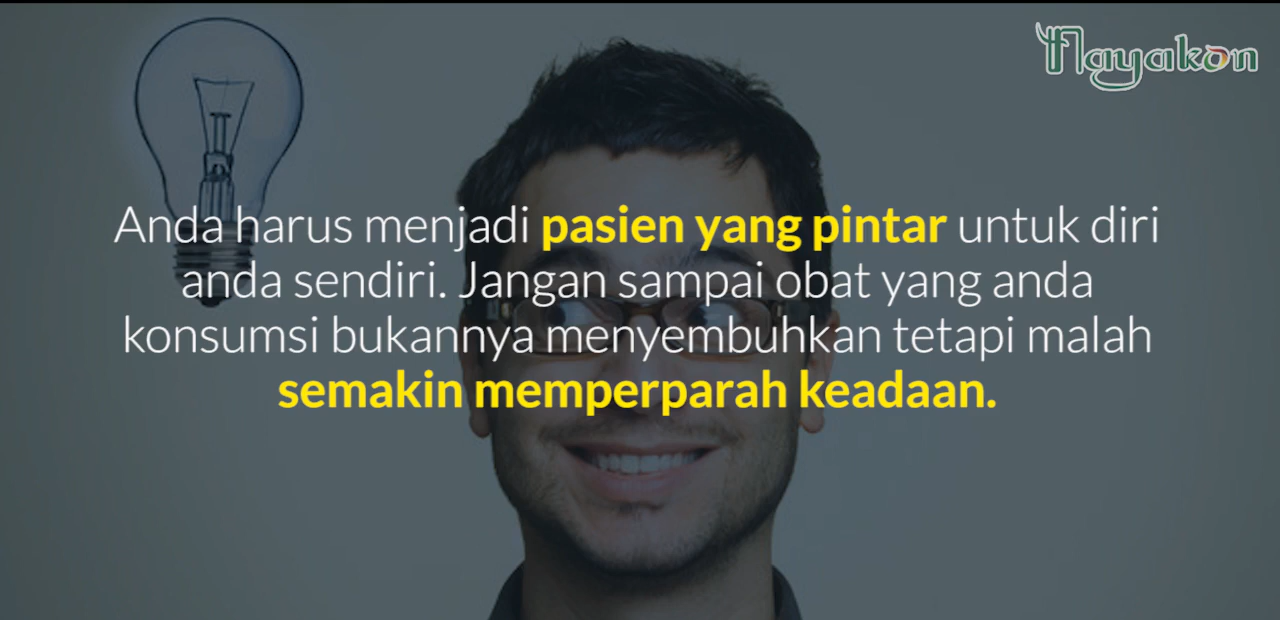 Nayakon
Anda harus menjadi pasien yang pintar untuk diri
anda sendiri. Jangan sampai obat yang anda
konsumsi bukannya menyembuhkan tetapi malah
semakin memperparah keadaan.